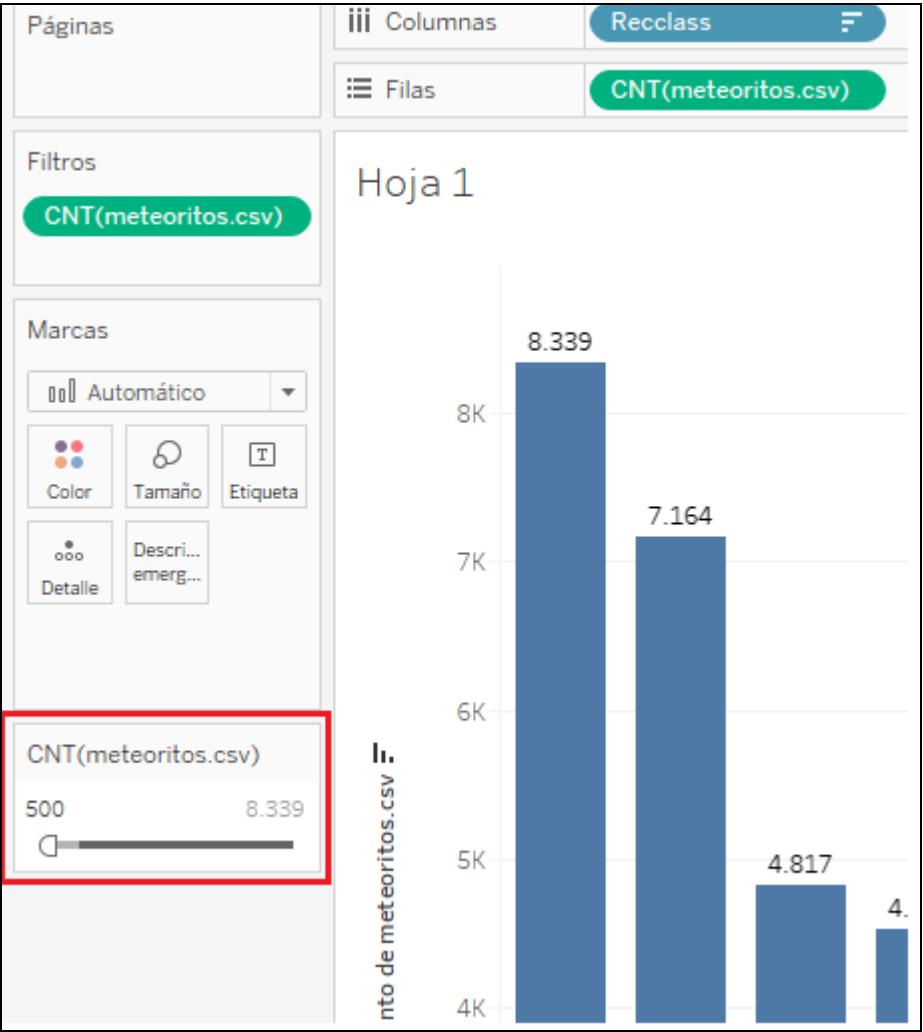 Páginas
Columnas
Recclass
Filas
CNT(meteoritos.csv)
Filtros
CNT(meteoritos.csv)
Marcas
Automático
Color
Tamaño
T
Etiqueta
Detalle
Descri...
emerg...
CNT(meteoritos.csv)
500
8.339
Hoja 1
8.339
7.164
4.817
4.
8K
7K
6K
5K
4K
nto de meteoritos.csv